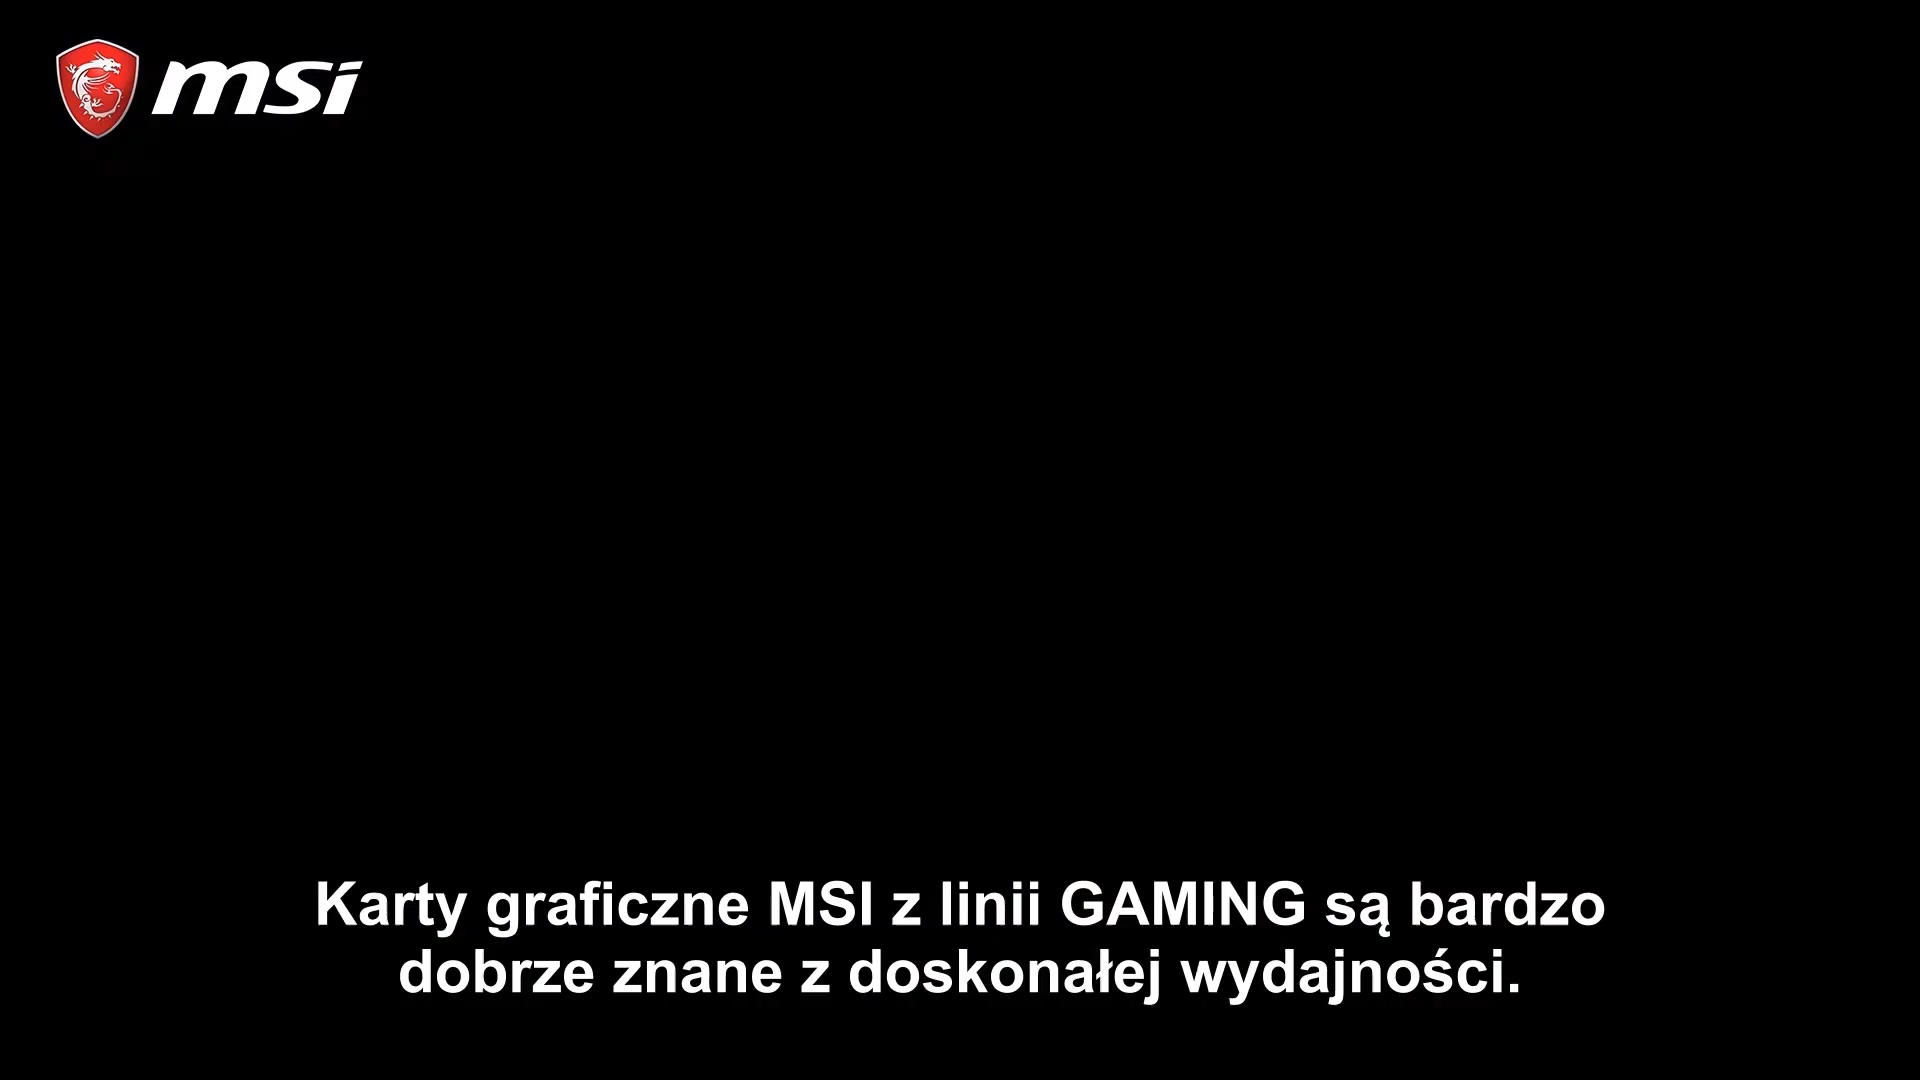 msi
Karty graficzne MSI z linii GAMING są bardzo
dobrze znane z doskonałej wydajności.